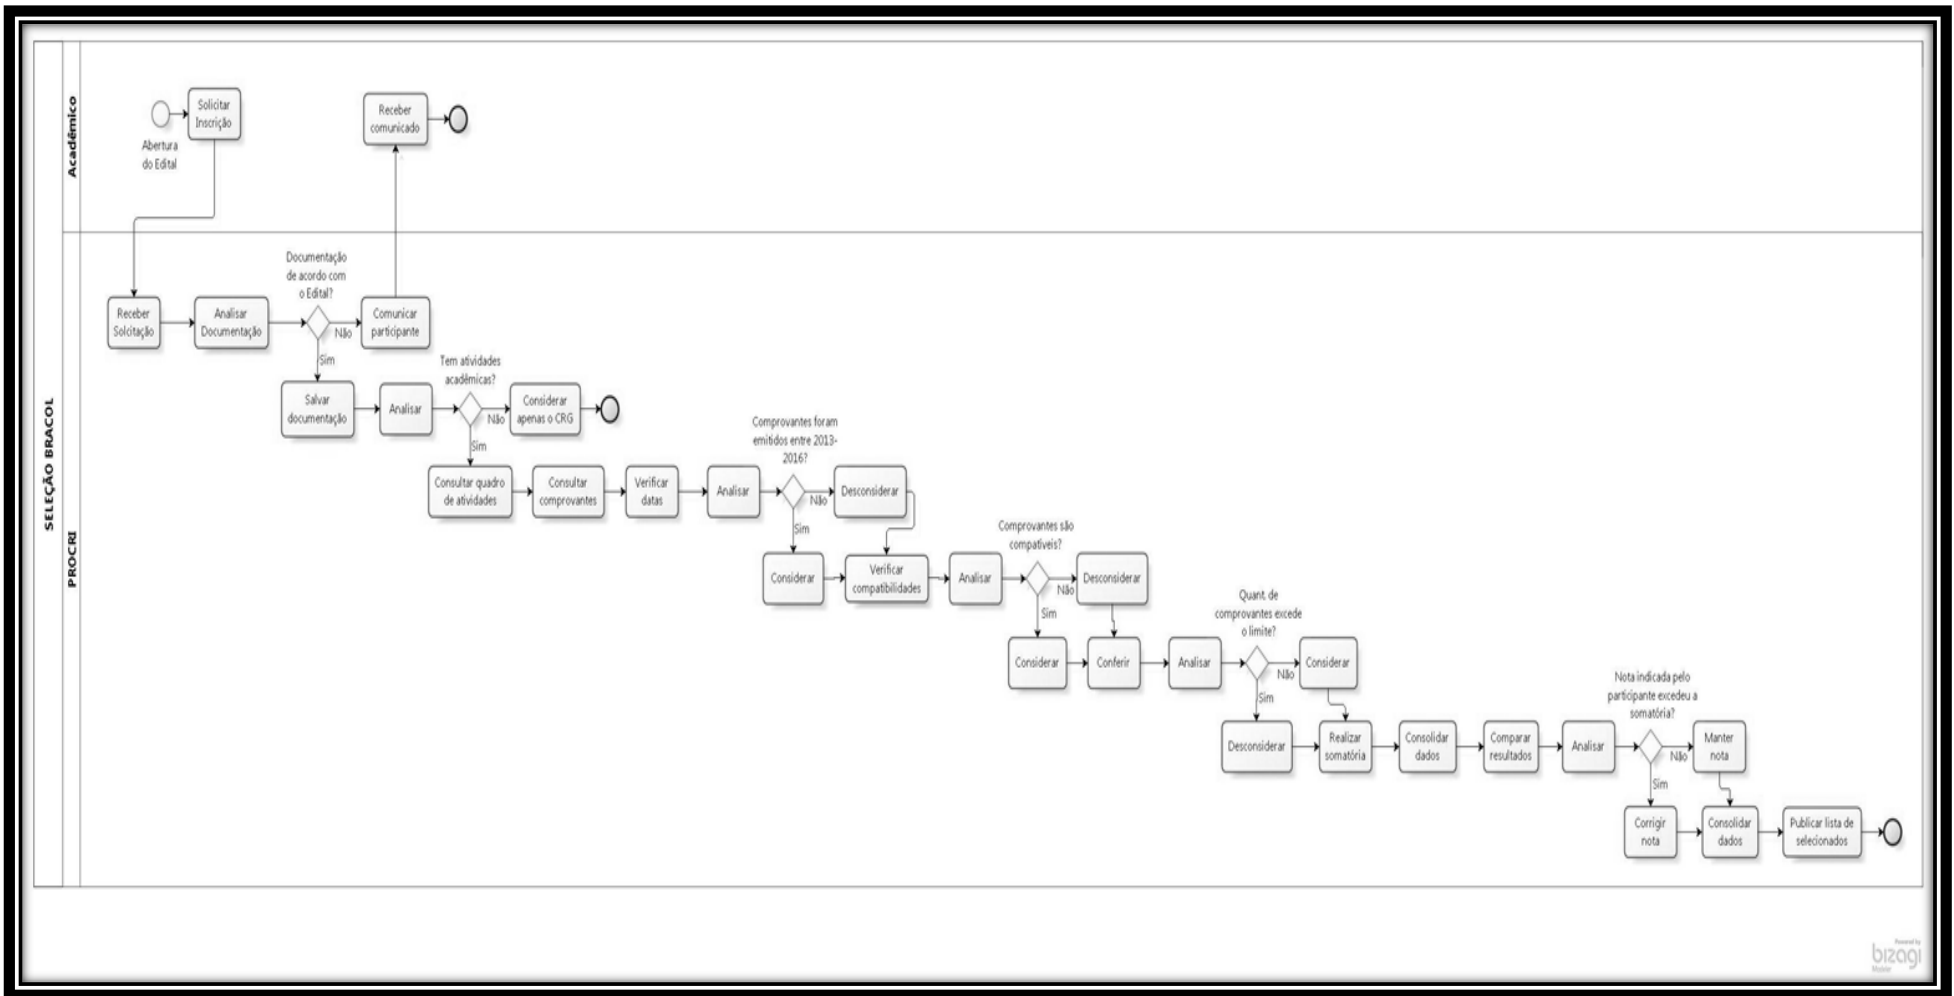 SELEÇÃO BRACOL
Acadêmico
Abertura
do Edital
Solicitar
Inscrição
Receber
comunicado
PROCRI
Receber
Solcitação
Analisar
Documentação
Documentação
de acordo com
o Edital?
Não
Sim
Comunicar
participante
Salvar
documentação
Analisar
Tem atividades
acadêmicas?
Não
Sim
Considerar
apenas o CRG
Consultar quadro
de atividades
Consultar
comprovantes
Verificar
datas
Analisar
Comprovantes foram
emitidos entre 2013-
2016?
Não
Sim
Desconsiderar
Considerar
Verificar
compatibilidades
Analisar
Comprovantes são
compatíveis?
Não
Sim
Desconsiderar
Considerar
Conferir
Analisar
Quant. de
comprovantes excede
o limite?
Não
Sim
Considerar
Desconsiderar
Realizar
somatória
Consolidar
dados
Comparar
resultados
Analisar
Nota indicada pelo
participante excedeu a
somatória?
Não
Sim
Manter
nota
Corrigir
nota
Consolidar
dados
Publicar lista de
selecionados
Powered by
bizagi
Modeler